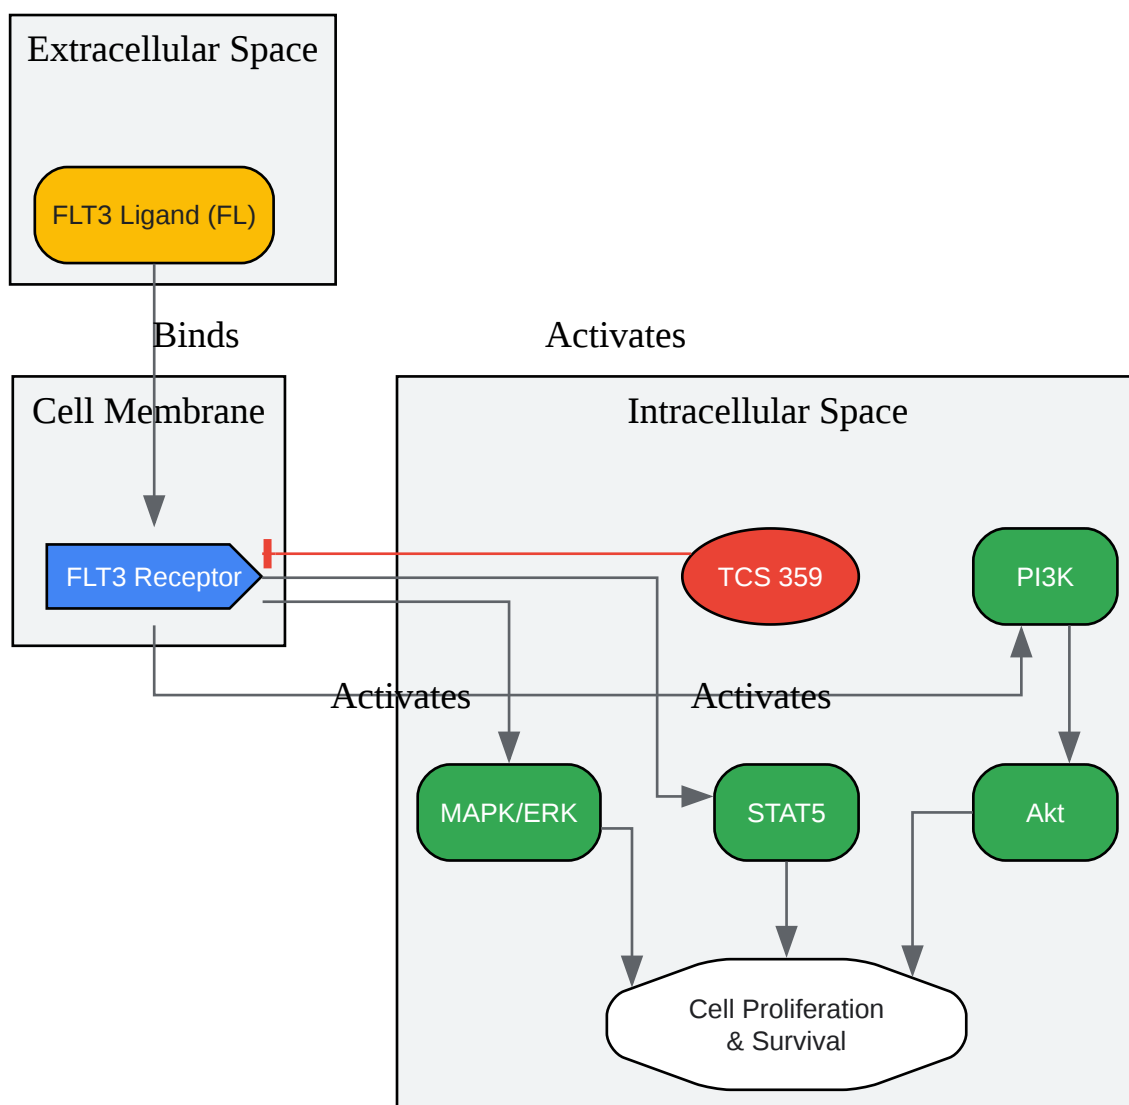 Extracellular Space
FLT3 Ligand (FL)
Binds
Activates
Cell Membrane
Intracellular Space
FLT3 Receptor
TCS 359
PI3K
Activates
Activates
MAPK/ERK
STAT5
Akt
Cell Proliferation
& Survival